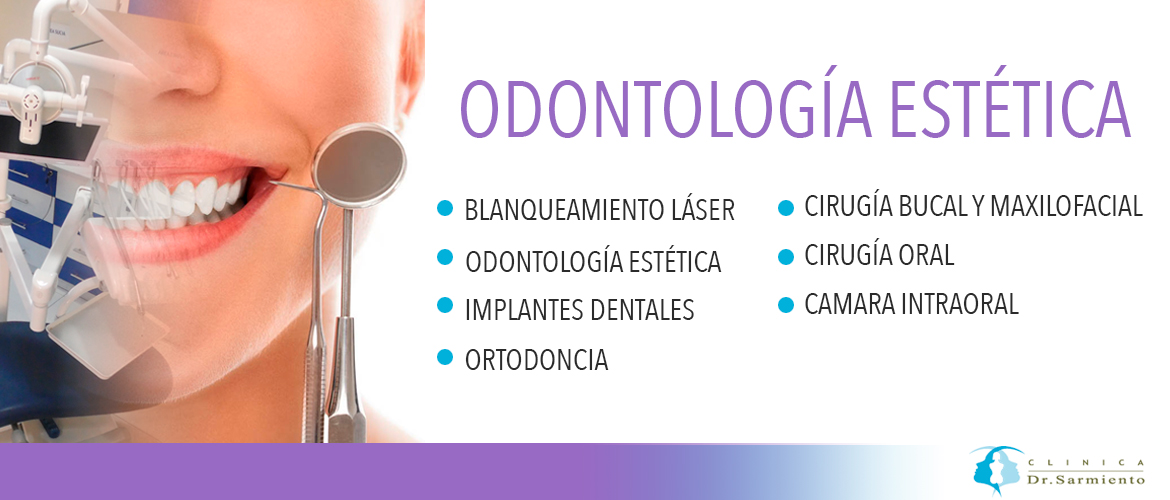 ODONTOLOGÍA ESTÉTICA
BLANQUEAMIENTO LÁSER
ODONTOLOGÍA ESTÉTICA
IMPLANTES DENTALES
ORTODONCIA
CIRUGÍA BUCAL Y MAXILOFACIAL
CIRUGÍA ORAL
CAMARA INTRAORAL
CLINICA
Dr. Sarmiento